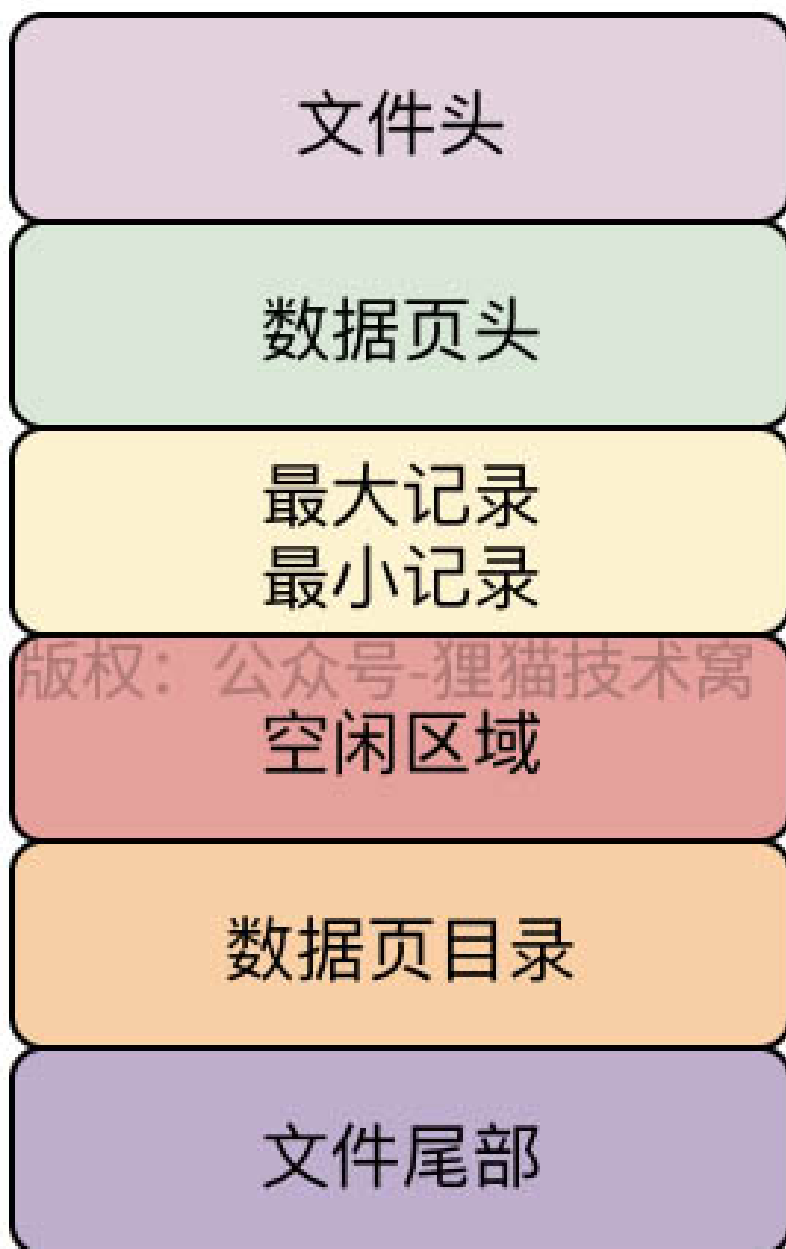 文件头
数据页头
最大记录
最小记录
版权：公众号-狸猫技术窝
空闲区域
数据页目录
文件尾部